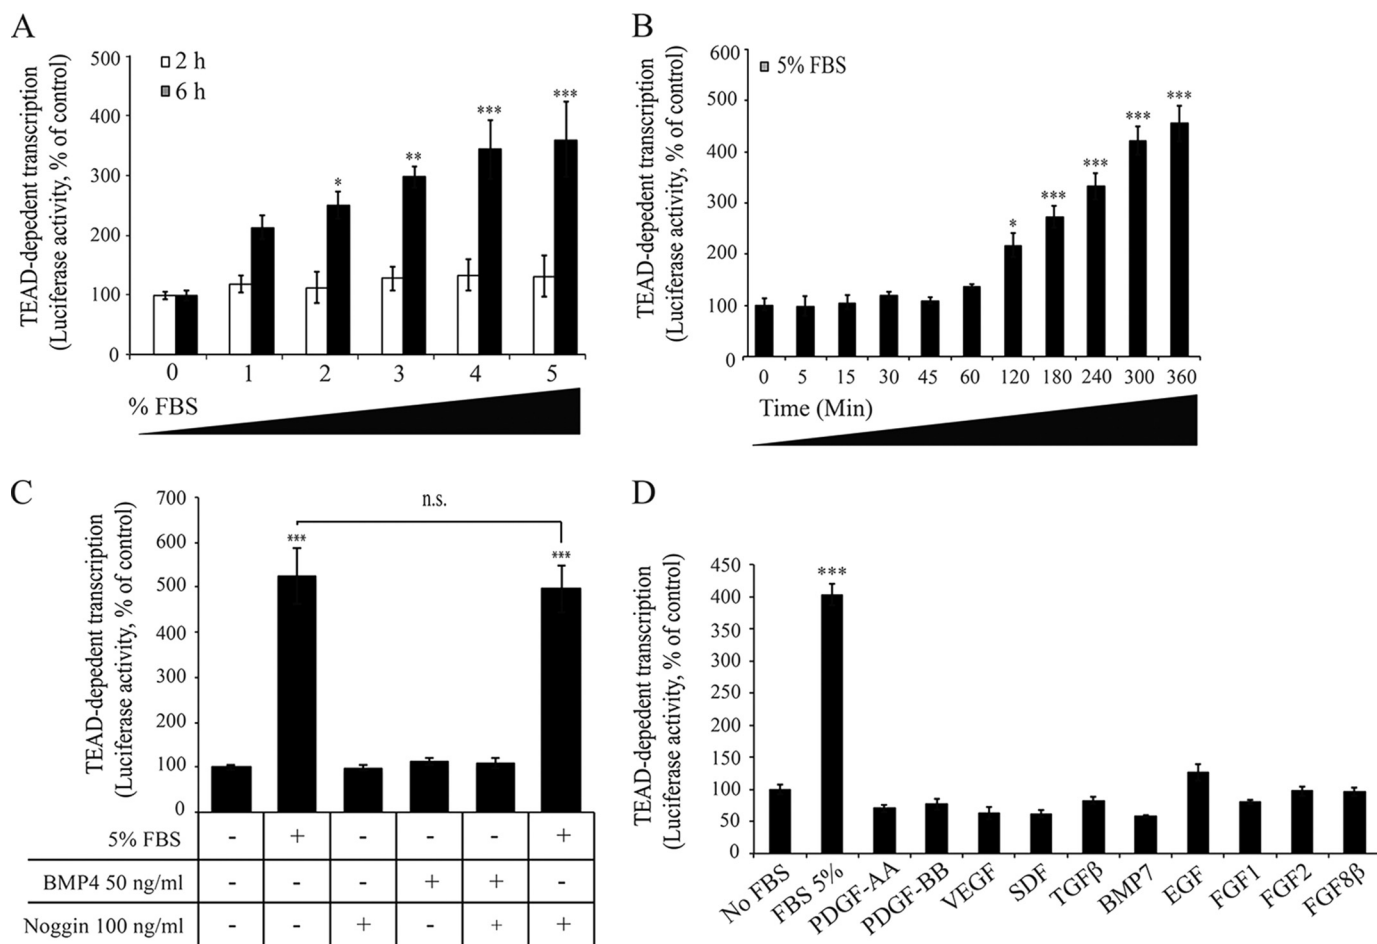 A
TEAD-depedent transcription
(Luciferase activity, % of control)
500
400
300
200
100
0
2 h
6 h
*
**
***
***
0 1 2 3 4 5
% FBS
B
TEAD-depedent transcription
(Luciferase activity, % of control)
600
500
400
300
200
100
0
5% FBS
*
***
***
***
***
0 5 15 30 45 60 120 180 240 300 360
Time (Min)
C
TEAD-depedent transcription
(Luciferase activity, % of control)
700
600
500
400
300
200
100
0
n.s.
***
***
5% FBS - + - - - +
BMP4 50 ng/ml - - - + + -
Noggin 100 ng/ml - - + - + +
D
TEAD-depedent transcription
(Luciferase activity, % of control)
450
400
350
300
250
200
150
100
50
0
***
No FBS
FBS 5%
PDGF-AA
PDGF-BB
VEGF
SDF
TGFβ
BMP7
EGF
FGF1
FGF2
FGF8β